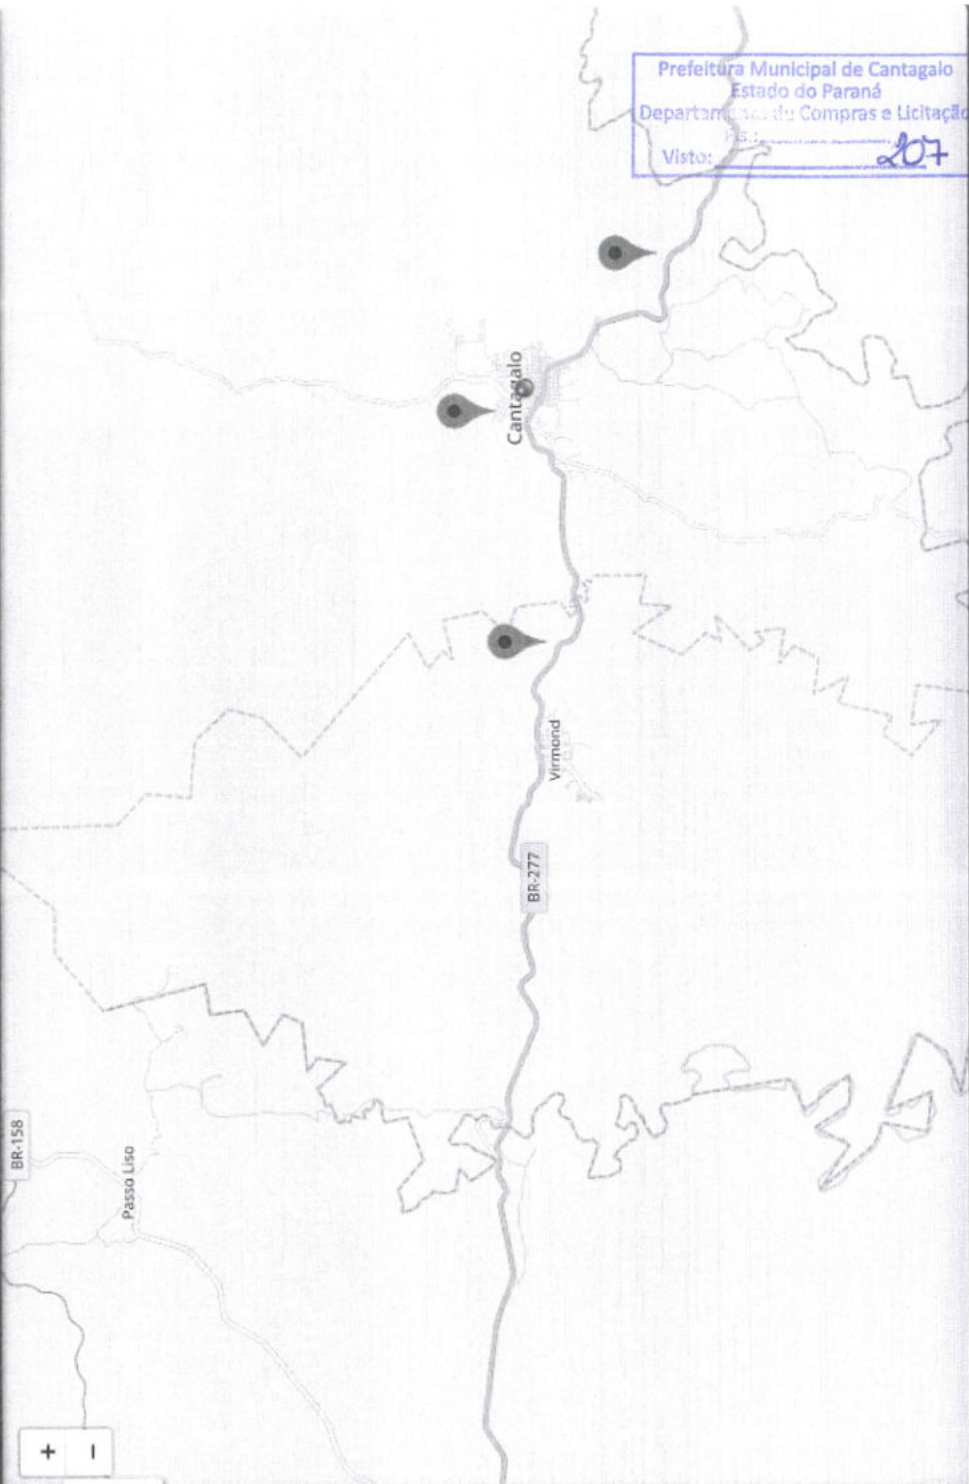 Prefeitura Municipal de Cantagalo
Estado do Paraná
de Compras e Licitação
Visto: 207
Cantagalo
Virmond
BR-277
BR-158
Passo Liso
+
−